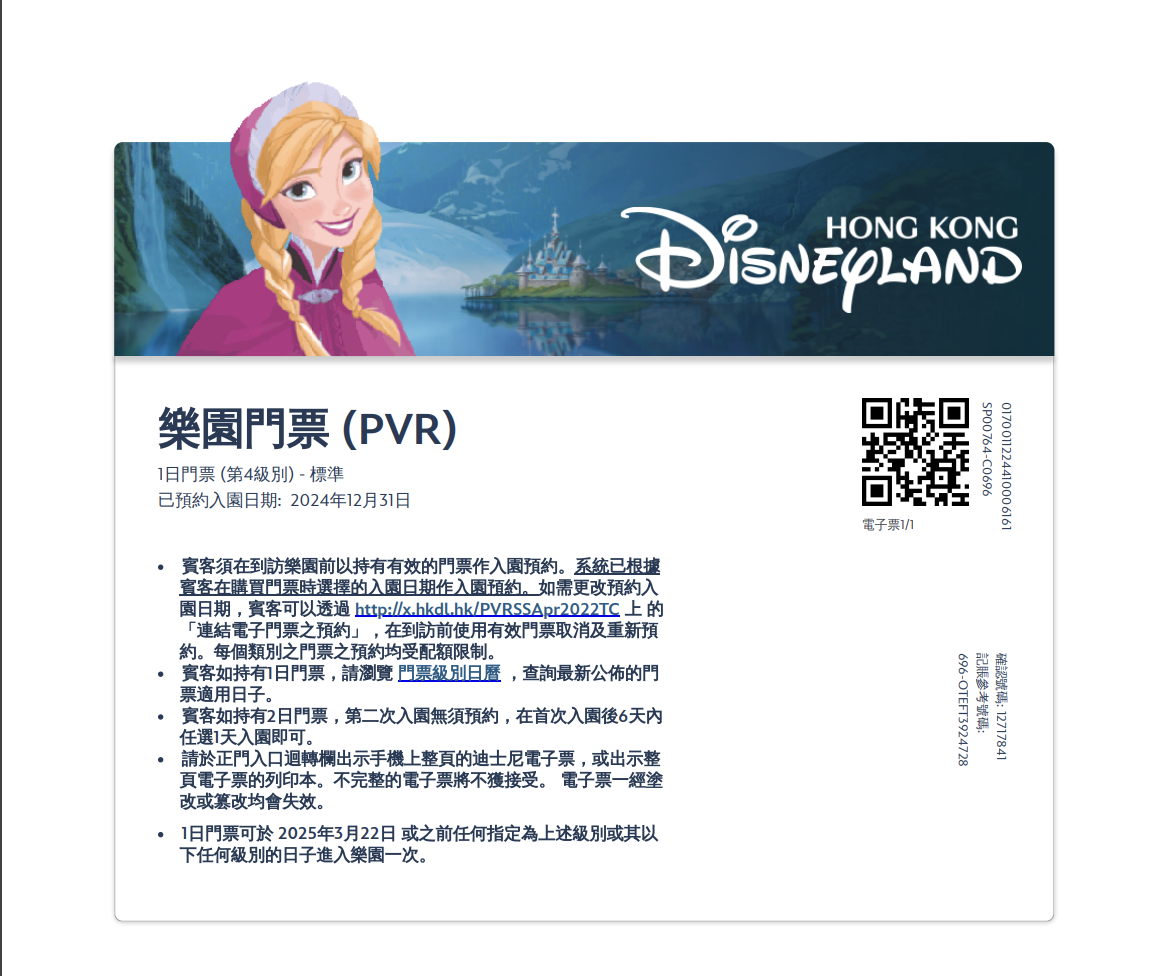 HONG KONG
DISNEYLAND
樂園門票 (PVR)
1日門票 (第4級別) - 標準
已預約入園日期: 2024年12月31日
01700112244100061​61
SP00764-C0696
電子票1/1
• 賓客須在到訪樂園前以持有有效的門票作入園預約。系統已根據
賓客在購買門票時選擇的入園日期作入園預約。如需更改預約入
園日期，賓客可以透過 http://x.hkdl.hk/PVRSSApr2022TC 上 的
「連結電子門票之預約」，在到訪前使用有效門票取消及重新預
約。每個類別之門票之預約均受配額限制。
• 賓客如持有1日門票，請瀏覽 門票級別日曆 ，查詢最新公佈的門
票適用日子。
• 賓客如持有2日門票，第二次入園無須預約，在首次入園後6天內
任選1天入園即可。
• 請於正門入口迴轉欄出示手機上整頁的迪士尼電子票，或出示整
頁電子票的列印本。不完整的電子票將不獲接受。 電子票一經塗
改或篡改均會失效。
• 1日門票可於 2025年3月22日 或之前任何指定為上述級別或其以
下任何級別的日子進入樂園一次。
確認號碼: 12717841
記賬參考號碼:
696-OTEFT3924728